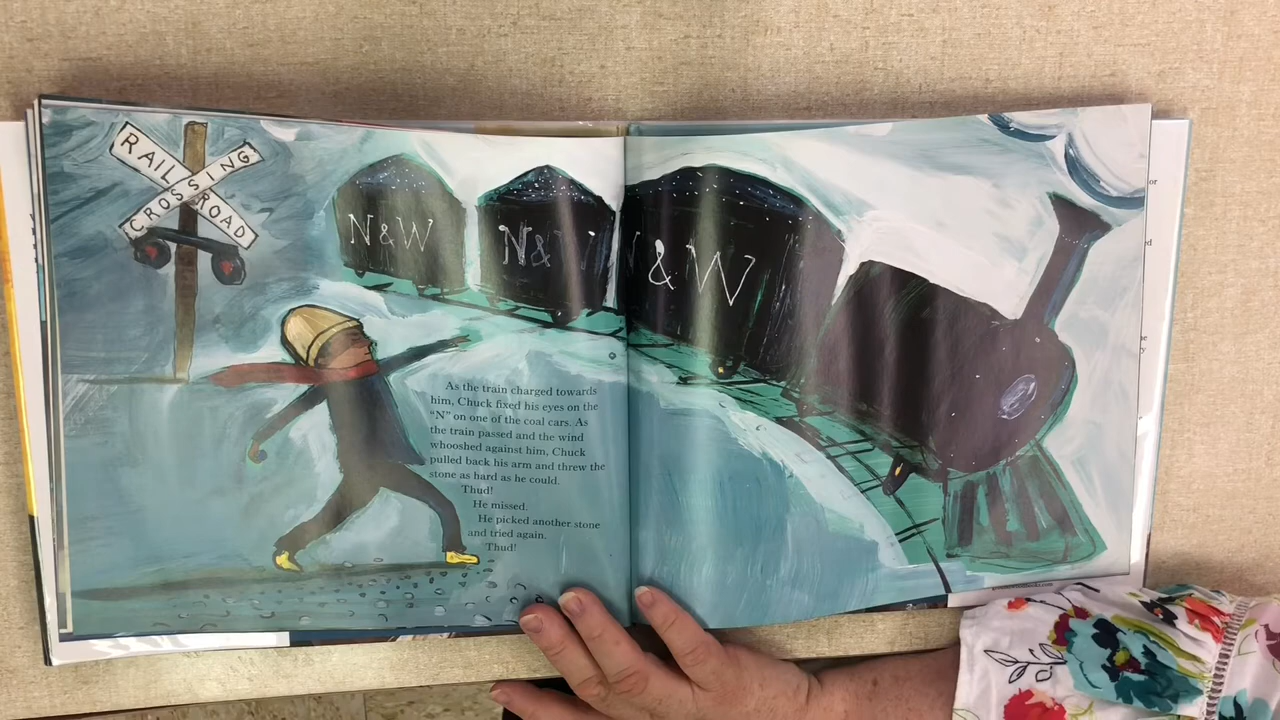 RAIL ROAD
CROSSING
N&W
N&W
N&W
As the train charged towards
him, Chuck fixed his eyes on the
“N” on one of the coal cars. As
the train passed and the wind
whooshed against him, Chuck
pulled back his arm and threw the
stone as hard as he could.
Thud!
He missed.
He picked another stone
and tried again.
Thud!